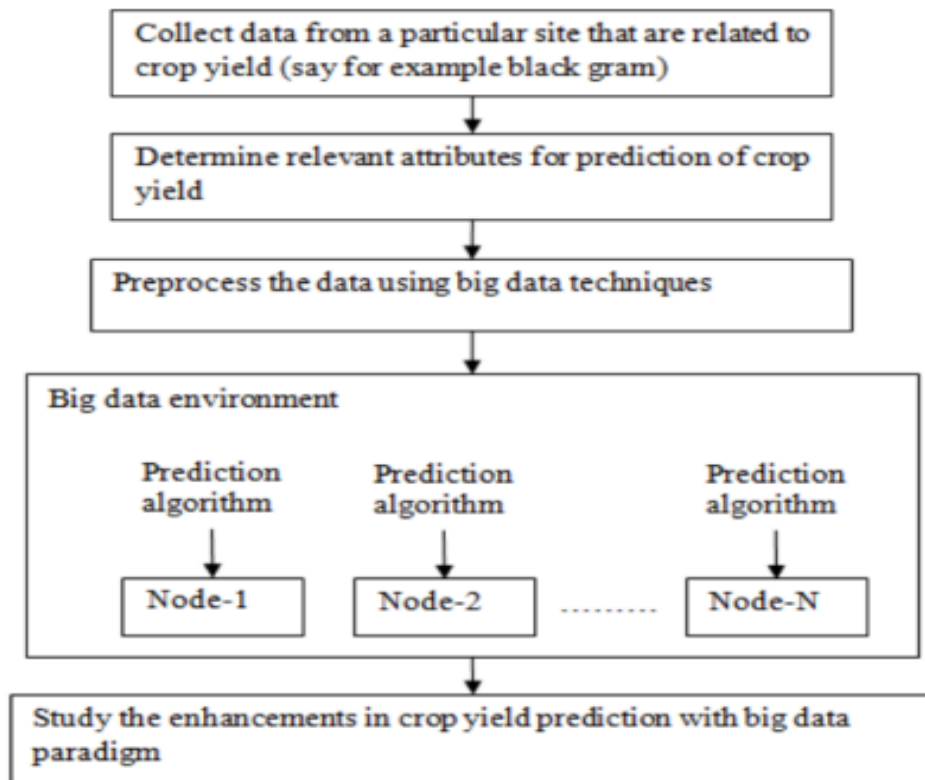 Collect data from a particular site that are related to
crop yield (say for example black gram)
Determine relevant attributes for prediction of crop
yield
Preprocess the data using big data techniques
Big data environment
Prediction
algorithm
Prediction
algorithm
Prediction
algorithm
Node-1
Node-2
.........
Node-N
Study the enhancements in crop yield prediction with big data
paradigm